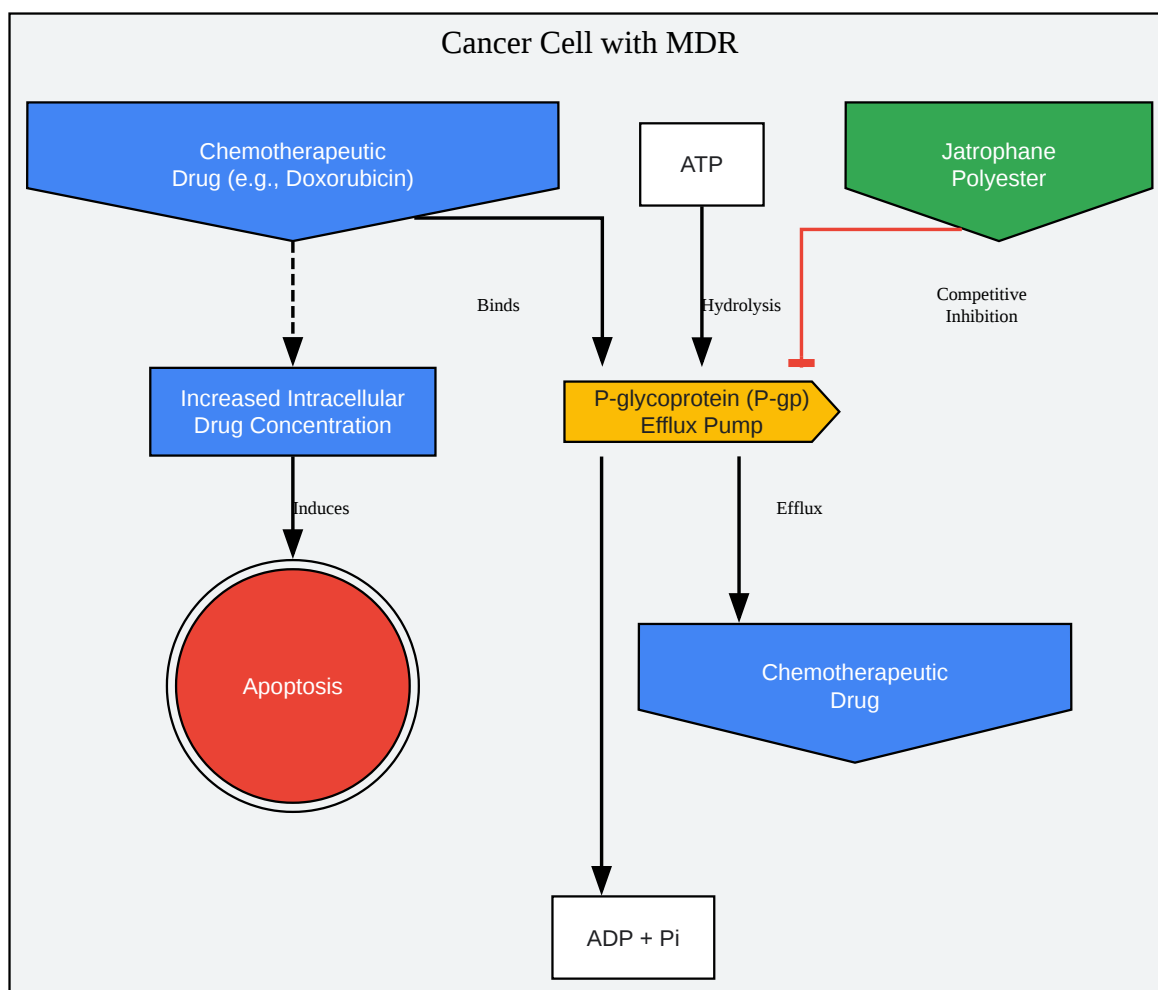 Cancer Cell with MDR
Chemotherapeutic
Drug (e.g., Doxorubicin)
ATP
Jatrophane
Polyester
Binds
Hydrolysis
Competitive
Inhibition
Increased Intracellular
Drug Concentration
P-glycoprotein (P-gp)
Efflux Pump
Induces
Efflux
Apoptosis
Chemotherapeutic
Drug
ADP + Pi